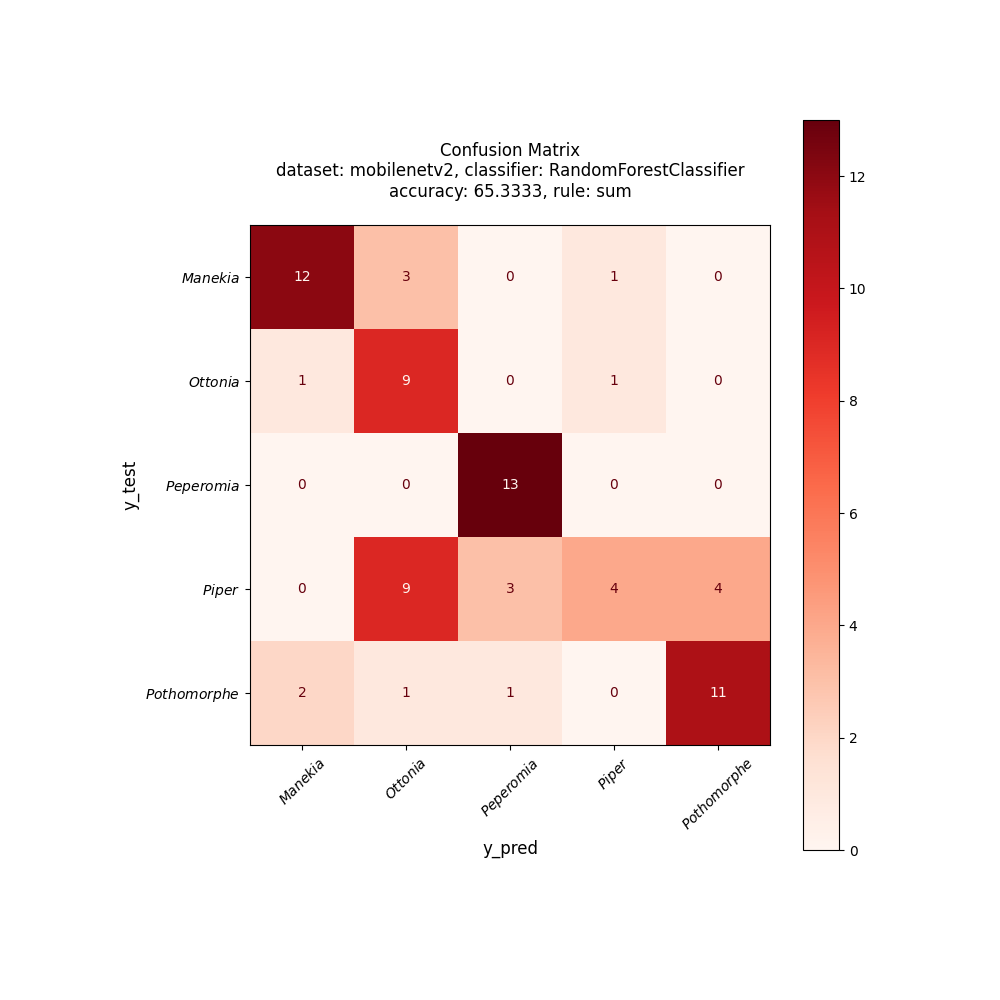 Confusion Matrix
dataset: mobilenetv2, classifier: RandomForestClassifier
accuracy: 65.3333, rule: sum
Manekia 12 3 0 1 0
Ottonia 1 9 0 1 0
Peperomia 0 0 13 0 0
Piper 0 9 3 4 4
Pothomorphe 2 1 1 0 11
y_test
Manekia Ottonia Peperomia Piper Pothomorphe
y_pred
12
10
8
6
4
2
0